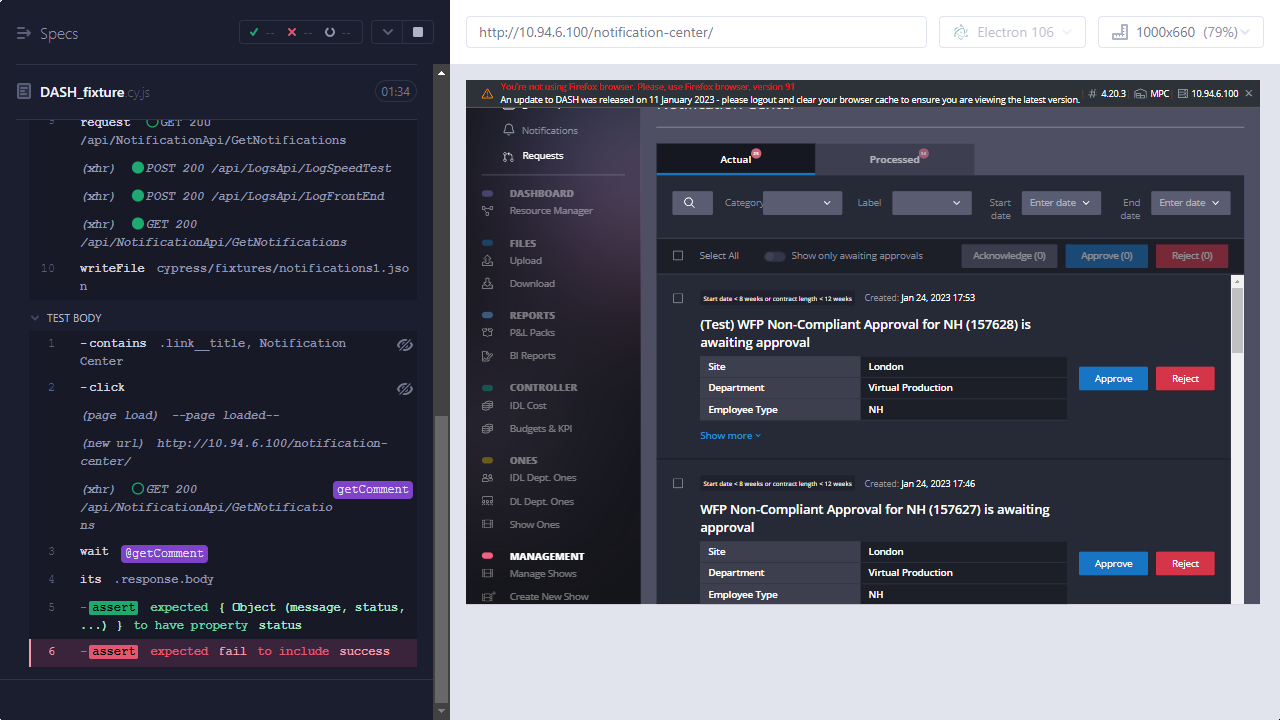 Specs
-- -- --
DASH_fixture.cy.js
01:34
9 request GET 200
/api/NotificationApi/GetNotifications
(xhr) POST 200 /api/LogsApi/LogSpeedTest
(xhr) POST 200 /api/LogsApi/LogFrontEnd
(xhr) GET 200
/api/NotificationApi/GetNotifications
10 writeFile cypress/fixtures/notifications1.jso
n
TEST BODY
1 -contains .link__title, Notification
Center
2 -click
(page load) --page loaded--
(new url) http://10.94.6.100/notification-
center/
(xhr) GET 200 getComment
/api/NotificationApi/GetNotificatio
ns
3 wait @getComment
4 its .response.body
5 -assert expected { Object (message, status,
...) } to have property status
6 -assert expected fail to include success
http://10.94.6.100/notification-center/
Electron 106
1000x660 (79%)
You're not using Firefox browser. Please, use Firefox browser, version 91
An update to DASH was released on 11 January 2023 - please logout and clear your browser cache to ensure you are viewing the latest version.
# 4.20.3 MPC 10.94.6.100
Notification Center
Notifications
Requests
DASHBOARD
Resource Manager
FILES
Upload
Download
REPORTS
P&L Packs
BI Reports
CONTROLLER
IDL Cost
Budgets & KPI
ONES
IDL Dept. Ones
DL Dept. Ones
Show Ones
MANAGEMENT
Manage Shows
Create New Show
Actual
Processed
Category
Label
Start
date
Enter date
End
date
Enter date
Select All
Show only awaiting approvals
Acknowledge (0)
Approve (0)
Reject (0)
Start date < 8 weeks or contract length < 12 weeks
Created: Jan 24, 2023 17:53
(Test) WFP Non-Compliant Approval for NH (157628) is
awaiting approval
Site London
Department Virtual Production
Employee Type NH
Approve
Reject
Show more
Start date < 8 weeks or contract length < 12 weeks
Created: Jan 24, 2023 17:46
WFP Non-Compliant Approval for NH (157627) is awaiting
approval
Site London
Department Virtual Production
Employee Type NH
Approve
Reject